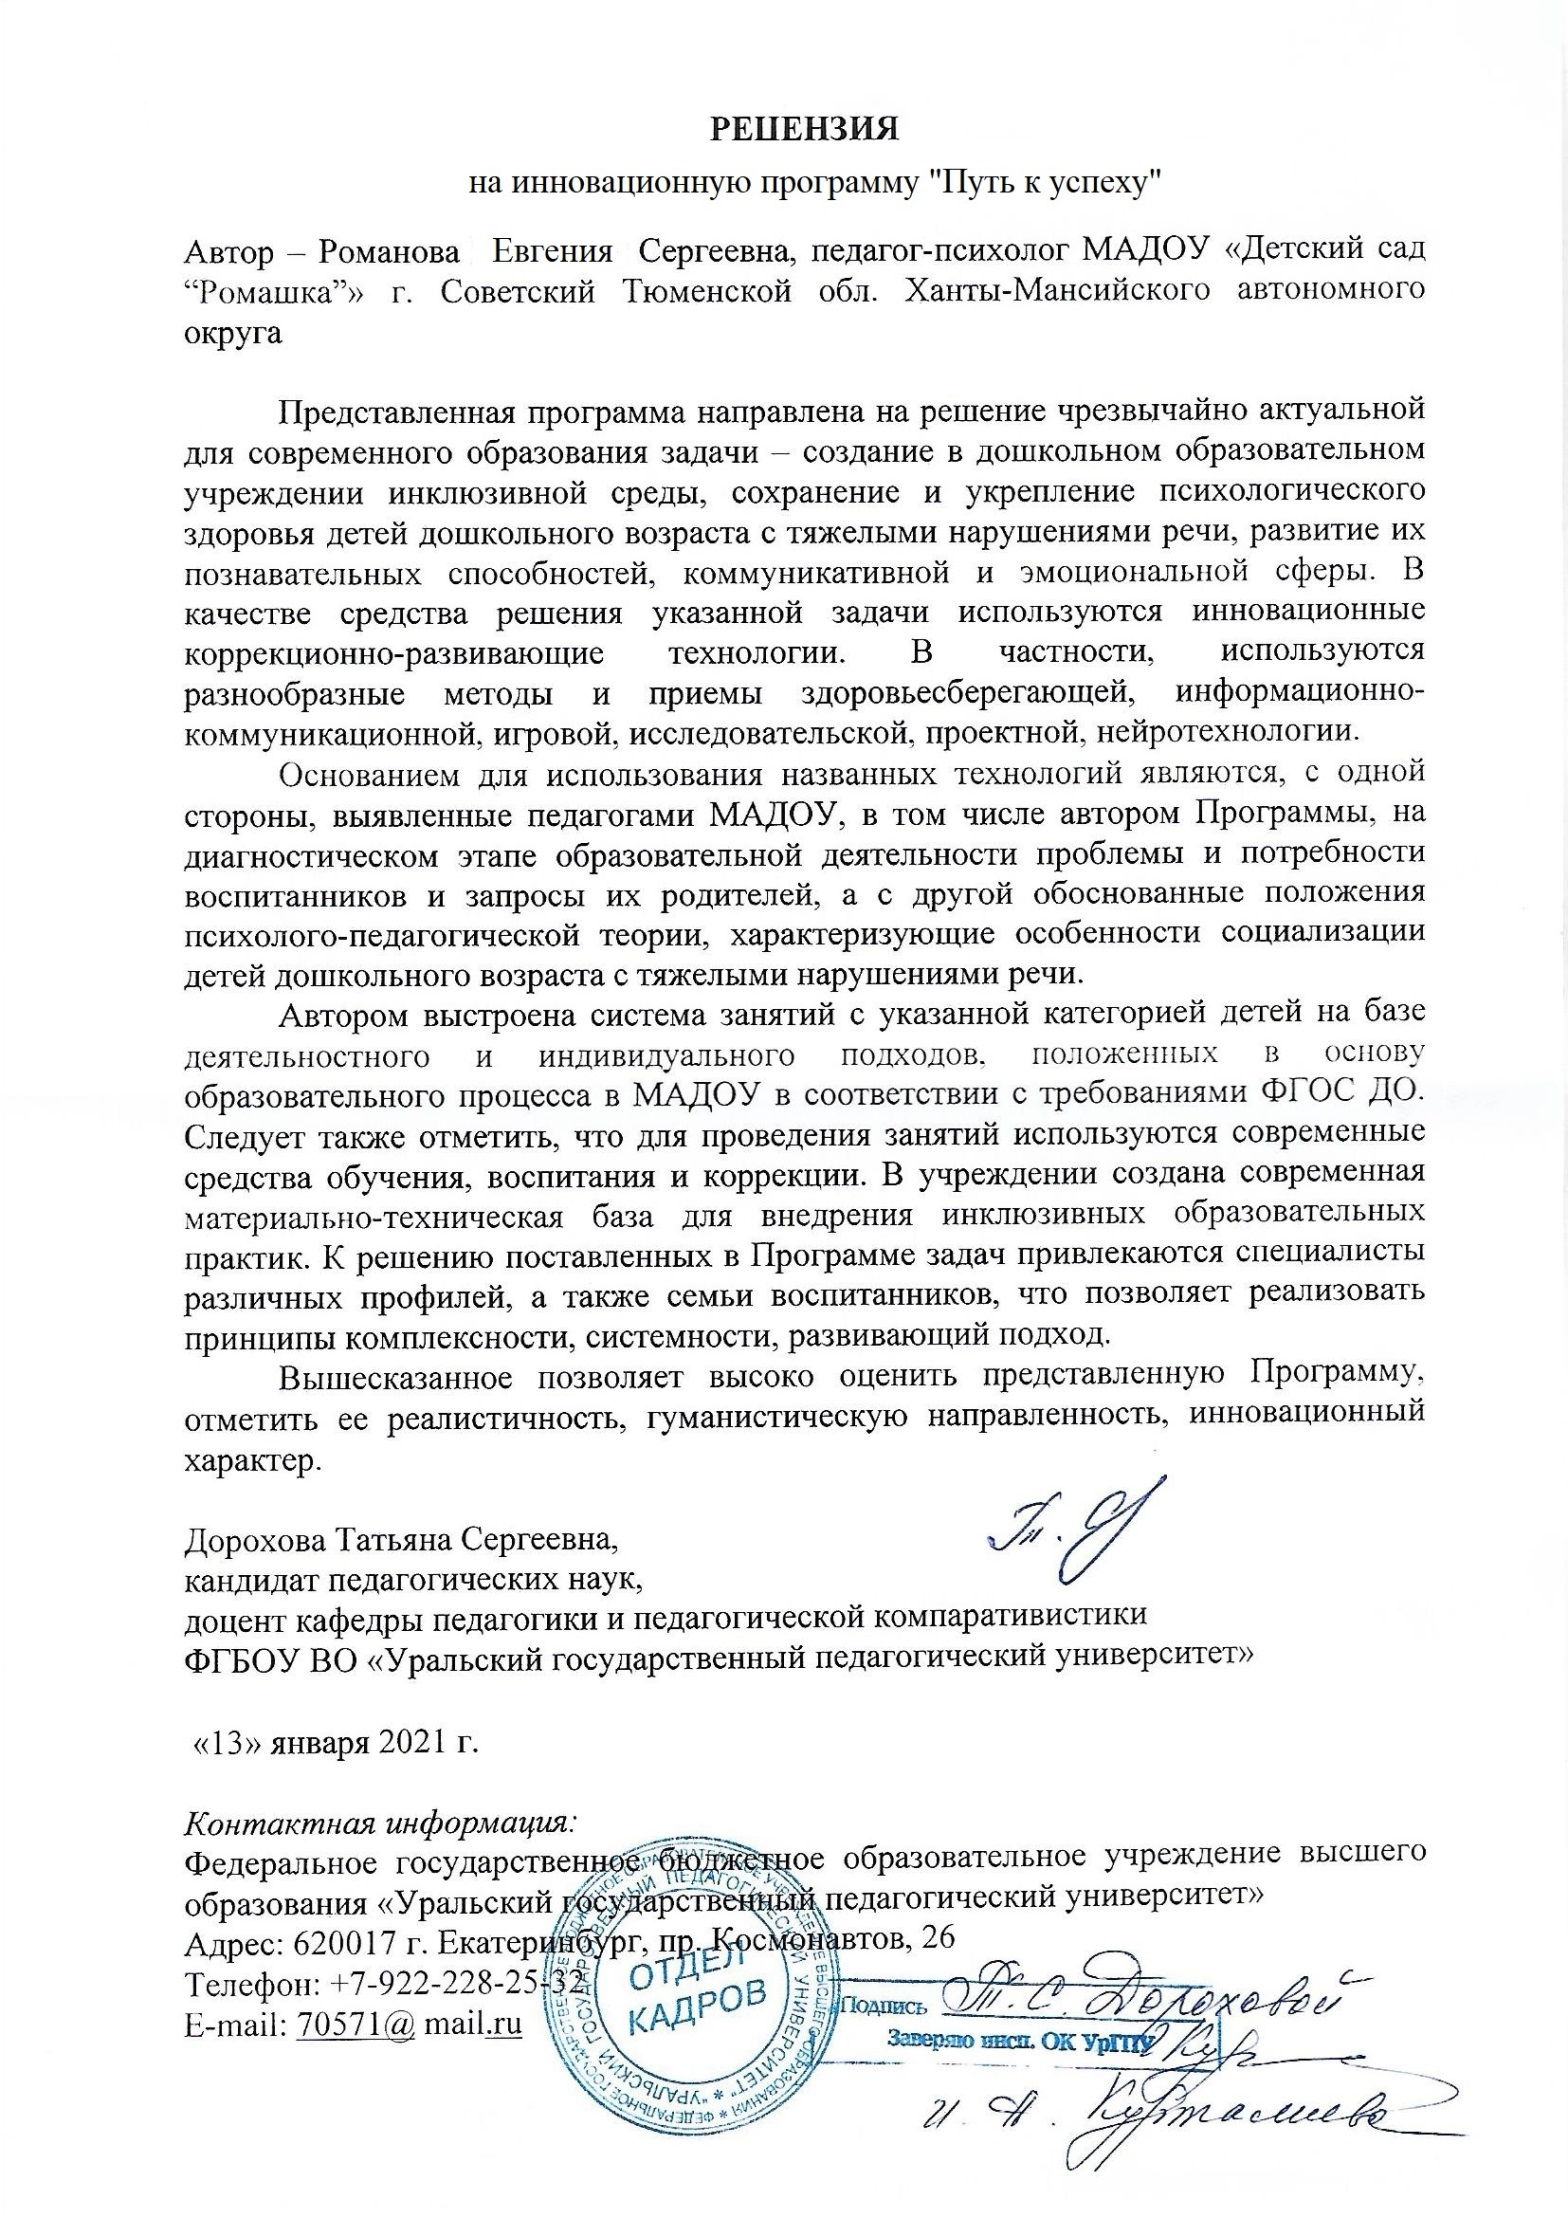 РЕЦЕНЗИЯ
на инновационную программу "Путь к успеху"
Автор – Романова Евгения Сергеевна, педагог-психолог МАДОУ «Детский сад
“Ромашка”» г. Советский Тюменской обл. Ханты-Мансийского автономного
округа
Представленная программа направлена на решение чрезвычайно актуальной
для современного образования задачи – создание в дошкольном образовательном
учреждении инклюзивной среды, сохранение и укрепление психологического
здоровья детей дошкольного возраста с тяжелыми нарушениями речи, развитие их
познавательных способностей, коммуникативной и эмоциональной сферы. В
качестве средства решения указанной задачи используются инновационные
коррекционно-развивающие технологии. В частности, используются
разнообразные методы и приемы здоровьесберегающей, информационно-
коммуникационной, игровой, исследовательской, проектной, нейротехнологии.
Основанием для использования названных технологий являются, с одной
стороны, выявленные педагогами МАДОУ, в том числе автором Программы, на
диагностическом этапе образовательной деятельности проблемы и потребности
воспитанников и запросы их родителей, а с другой обоснованные положения
психолого-педагогической теории, характеризующие особенности социализации
детей дошкольного возраста с тяжелыми нарушениями речи.
Автором выстроена система занятий с указанной категорией детей на базе
деятельностного и индивидуального подходов, положенных в основу
образовательного процесса в МАДОУ в соответствии с требованиями ФГОС ДО.
Следует также отметить, что для проведения занятий используются современные
средства обучения, воспитания и коррекции. В учреждении создана современная
материально-техническая база для внедрения инклюзивных образовательных
практик. К решению поставленных в Программе задач привлекаются специалисты
различных профилей, а также семьи воспитанников, что позволяет реализовать
принципы комплексности, системности, развивающий подход.
Вышесказанное позволяет высоко оценить представленную Программу,
отметить ее реалистичность, гуманистическую направленность, инновационный
характер.
Дорохова Татьяна Сергеевна,
кандидат педагогических наук,
доцент кафедры педагогики и педагогической компаративистики
ФГБОУ ВО «Уральский государственный педагогический университет»
«13» января 2021 г.
Контактная информация:
Федеральное государственное бюджетное образовательное учреждение высшего
образования «Уральский государственный педагогический университет»
Адрес: 620017 г. Екатеринбург, пр. Космонавтов, 26
Телефон: +7-922-228-25-32
E-mail: 70571@ mail.ru
ФЕДЕРАЛЬНОЕ ГОСУДАРСТВЕННОЕ БЮДЖЕТНОЕ ОБРАЗОВАТЕЛЬНОЕ УЧРЕЖДЕНИЕ ВЫСШЕГО ОБРАЗОВАНИЯ
"УРАЛЬСКИЙ ГОСУДАРСТВЕННЫЙ ПЕДАГОГИЧЕСКИЙ УНИВЕРСИТЕТ"
ОТДЕЛ
КАДРОВ
Подпись Т. С. Дороховой
Заверяю инсп. ОК УрГПУ